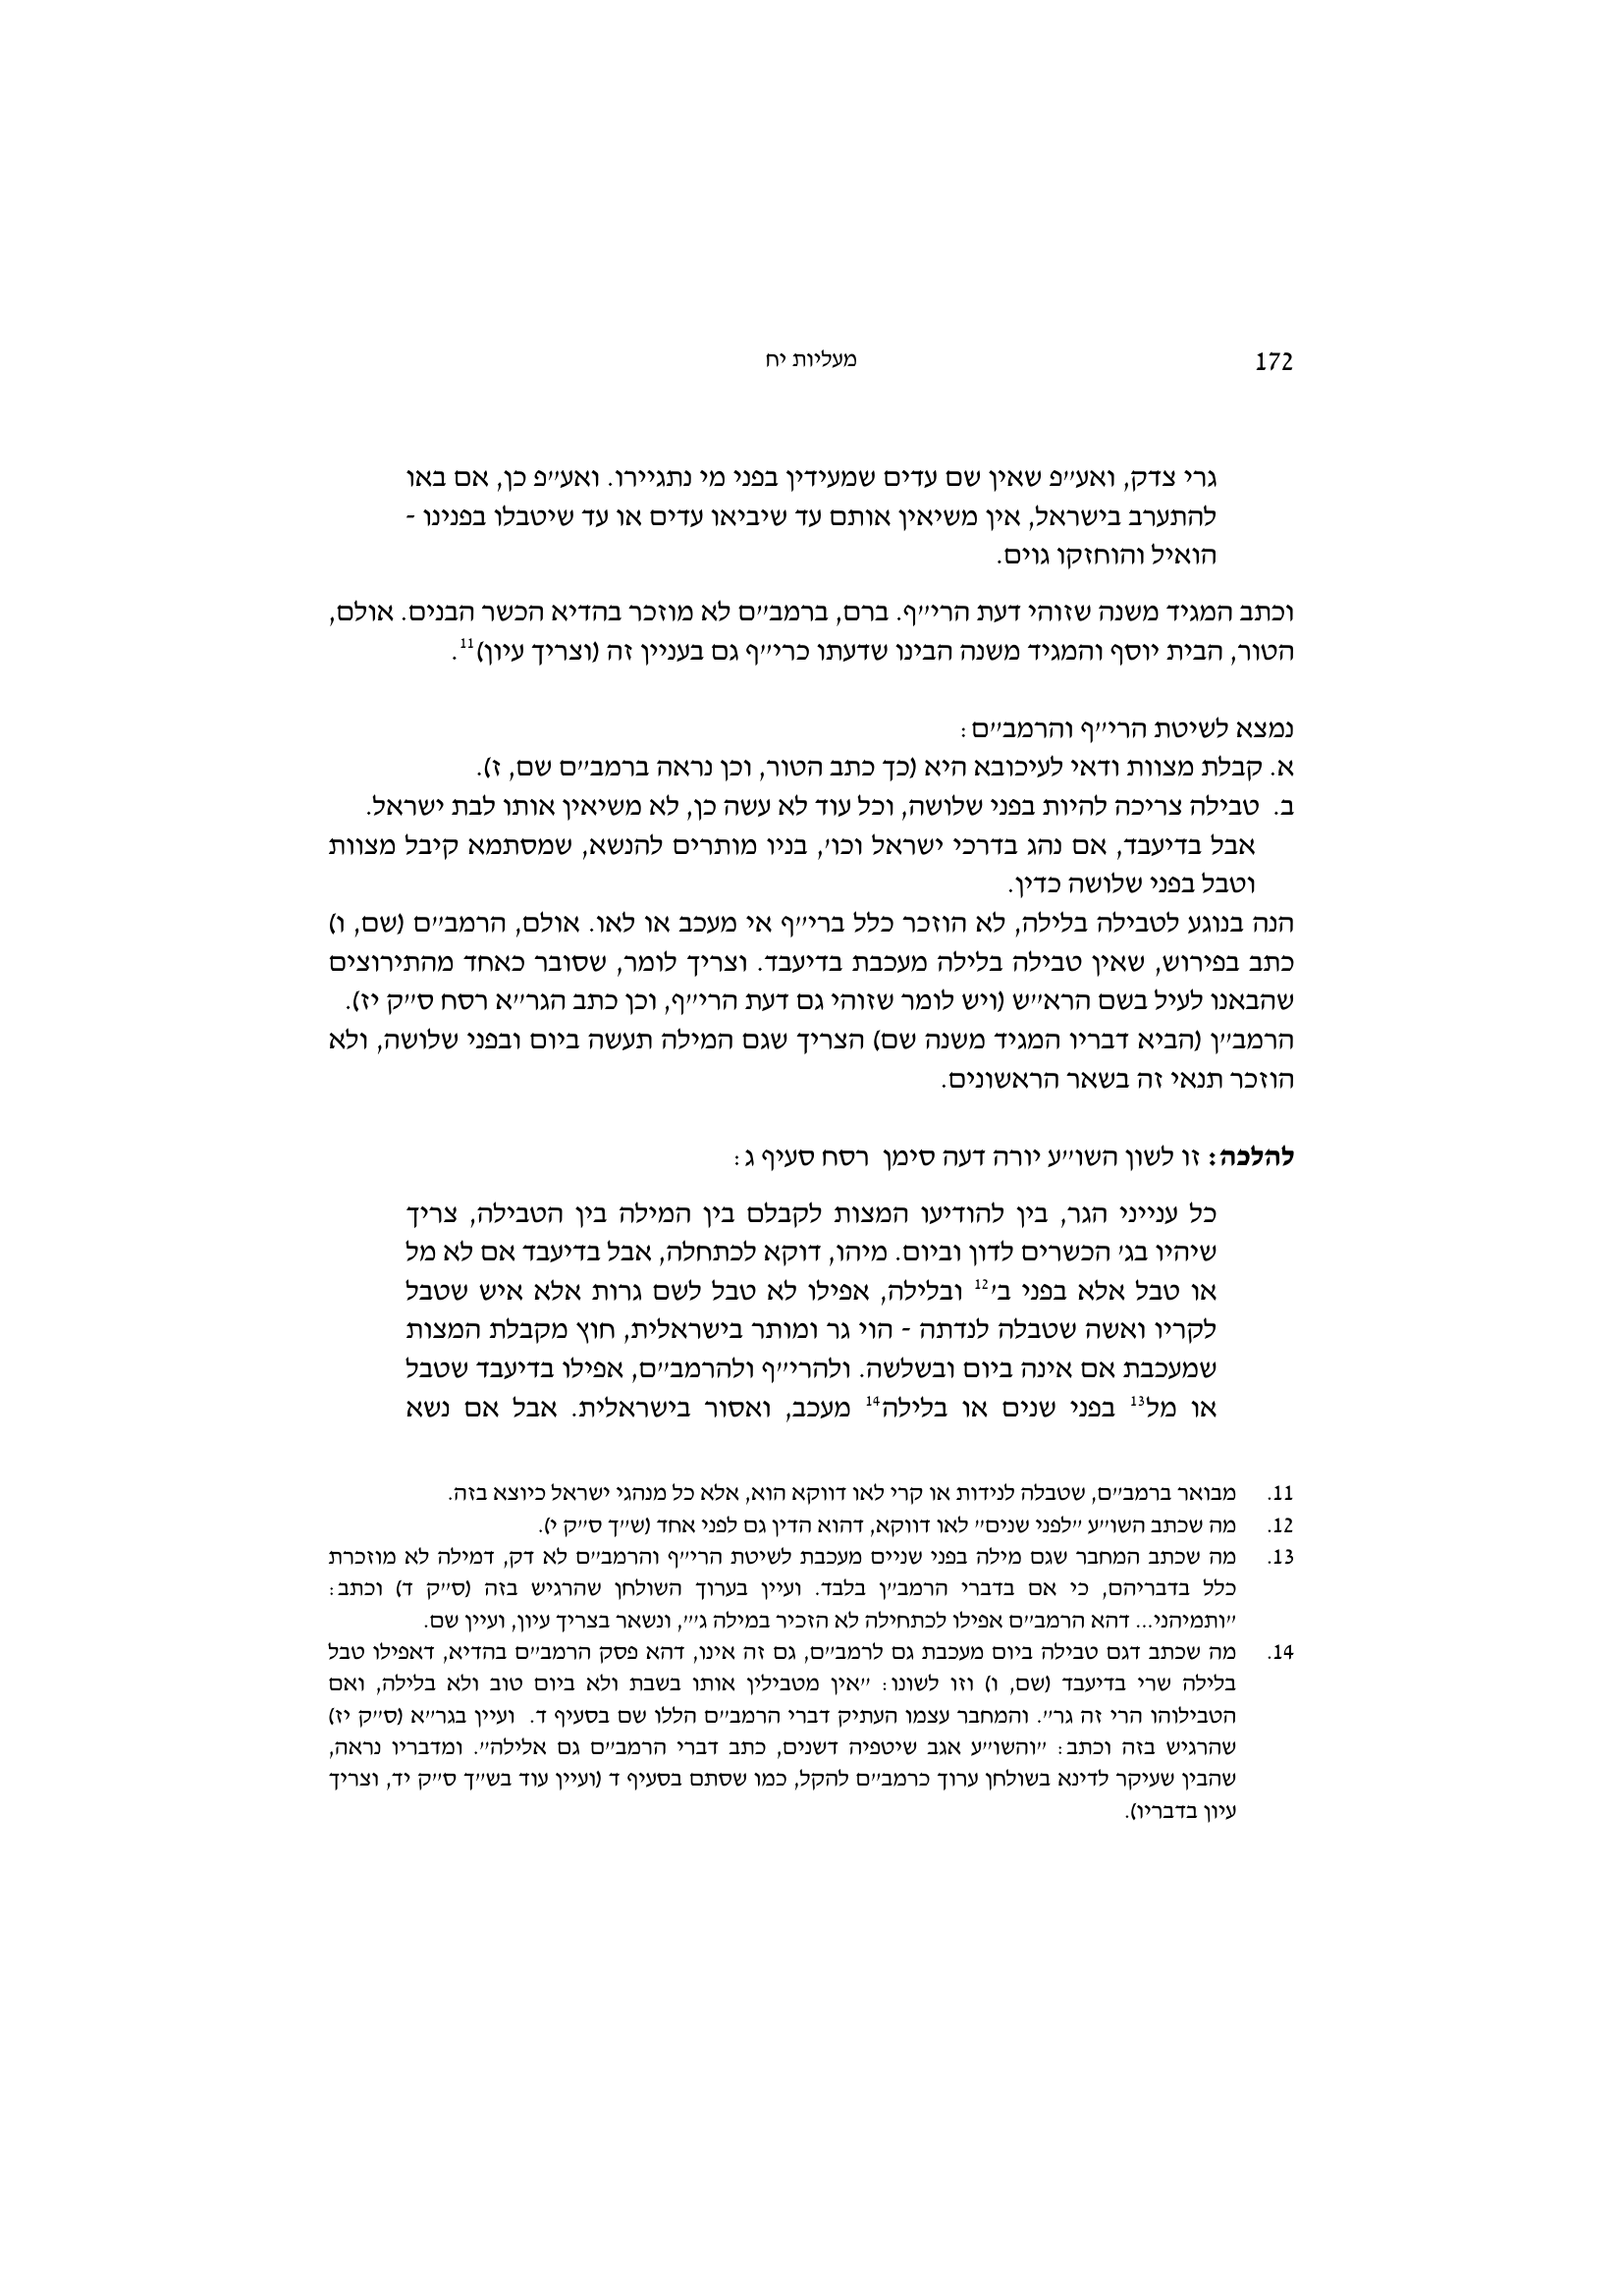 172 מעליות יח
גרי צדק, ואע״פ שאין שם עדים שמעידין בפני מי נתגיירו. ואע״פ כן, אם באו
להתערב בישראל, אין משיאין אותם עד שיביאו עדים או עד שיטבלו בפנינו -
הואיל והוחזקו גוים.
וכתב המגיד משנה שזוהי דעת הרי״ף. ברם, ברמב״ם לא מוזכר בהדיא הכשר הבנים. אולם,
הטור, הבית יוסף והמגיד משנה הבינו שדעתו כרי״ף גם בעניין זה (וצריך עיון)11.
נמצא לשיטת הרי״ף והרמב״ם:
א. קבלת מצוות ודאי לעיכובא היא (כך כתב הטור, וכן נראה ברמב״ם שם, ז).
ב. טבילה צריכה להיות בפני שלושה, וכל עוד לא עשה כן, לא משיאין אותו לבת ישראל.
אבל בדיעבד, אם נהג בדרכי ישראל וכו׳, בניו מותרים להנשא, שמסתמא קיבל מצוות
וטבל בפני שלושה כדין.
הנה בנוגע לטבילה בלילה, לא הוזכר כלל ברי״ף אי מעכב או לאו. אולם, הרמב״ם (שם, ו)
כתב בפירוש, שאין טבילה בלילה מעכבת בדיעבד. וצריך לומר, שסובר כאחד מהתירוצים
שהבאנו לעיל בשם הרא״ש (ויש לומר שזוהי גם דעת הרי״ף, וכן כתב הגר״א רסח ס״ק יז).
הרמב״ן (הביא דבריו המגיד משנה שם) הצריך שגם המילה תעשה ביום ובפני שלושה, ולא
הוזכר תנאי זה בשאר הראשונים.
להלכה: זו לשון השו״ע יורה דעה סימן רסח סעיף ג:
כל ענייני הגר, בין להודיעו המצות לקבלם בין המילה בין הטבילה, צריך
שיהיו בג׳ הכשרים לדון וביום. מיהו, דוקא לכתחלה, אבל בדיעבד אם לא מל
או טבל אלא בפני ב׳12 ובלילה, אפילו לא טבל לשם גרות אלא איש שטבל
לקריו ואשה שטבלה לנדתה - הוי גר ומותר בישראלית, חוץ מקבלת המצות
שמעכבת אם אינה ביום ובשלשה. ולהרי״ף ולהרמב״ם, אפילו בדיעבד שטבל
או מל13 בפני שנים או בלילה14 מעכב, ואסור בישראלית. אבל אם נשא
11. מבואר ברמב״ם, שטבלה לנידות או קרי לאו דווקא הוא, אלא כל מנהגי ישראל כיוצא בזה.
12. מה שכתב השו״ע ״לפני שנים״ לאו דווקא, דהוא הדין גם לפני אחד (ש״ך ס״ק י).
13. מה שכתב המחבר שגם מילה בפני שניים מעכבת לשיטת הרי״ף והרמב״ם לא דק, דמילה לא מוזכרת
כלל בדבריהם, כי אם בדברי הרמב״ן בלבד. ועיין בערוך השולחן שהרגיש בזה (ס״ק ד) וכתב:
״ותמיהני... דהא הרמב״ם אפילו לכתחילה לא הזכיר במילה ג׳״, ונשאר בצריך עיון, ועיין שם.
14. מה שכתב דגם טבילה ביום מעכבת גם לרמב״ם, גם זה אינו, דהא פסק הרמב״ם בהדיא, דאפילו טבל
בלילה שרי בדיעבד (שם, ו) וזו לשונו: ״אין מטבילין אותו בשבת ולא ביום טוב ולא בלילה, ואם
הטבילוהו הרי זה גר״. והמחבר עצמו העתיק דברי הרמב״ם הללו שם בסעיף ד. ועיין בגר״א (ס״ק יז)
שהרגיש בזה וכתב: ״והשו״ע אגב שיטפיה דשנים, כתב דברי הרמב״ם גם אלילה״. ומדבריו נראה,
שהבין שעיקר לדינא בשולחן ערוך כרמב״ם להקל, כמו שסתם בסעיף ד (ועיין עוד בש״ך ס״ק יד, וצריך
עיון בדבריו).